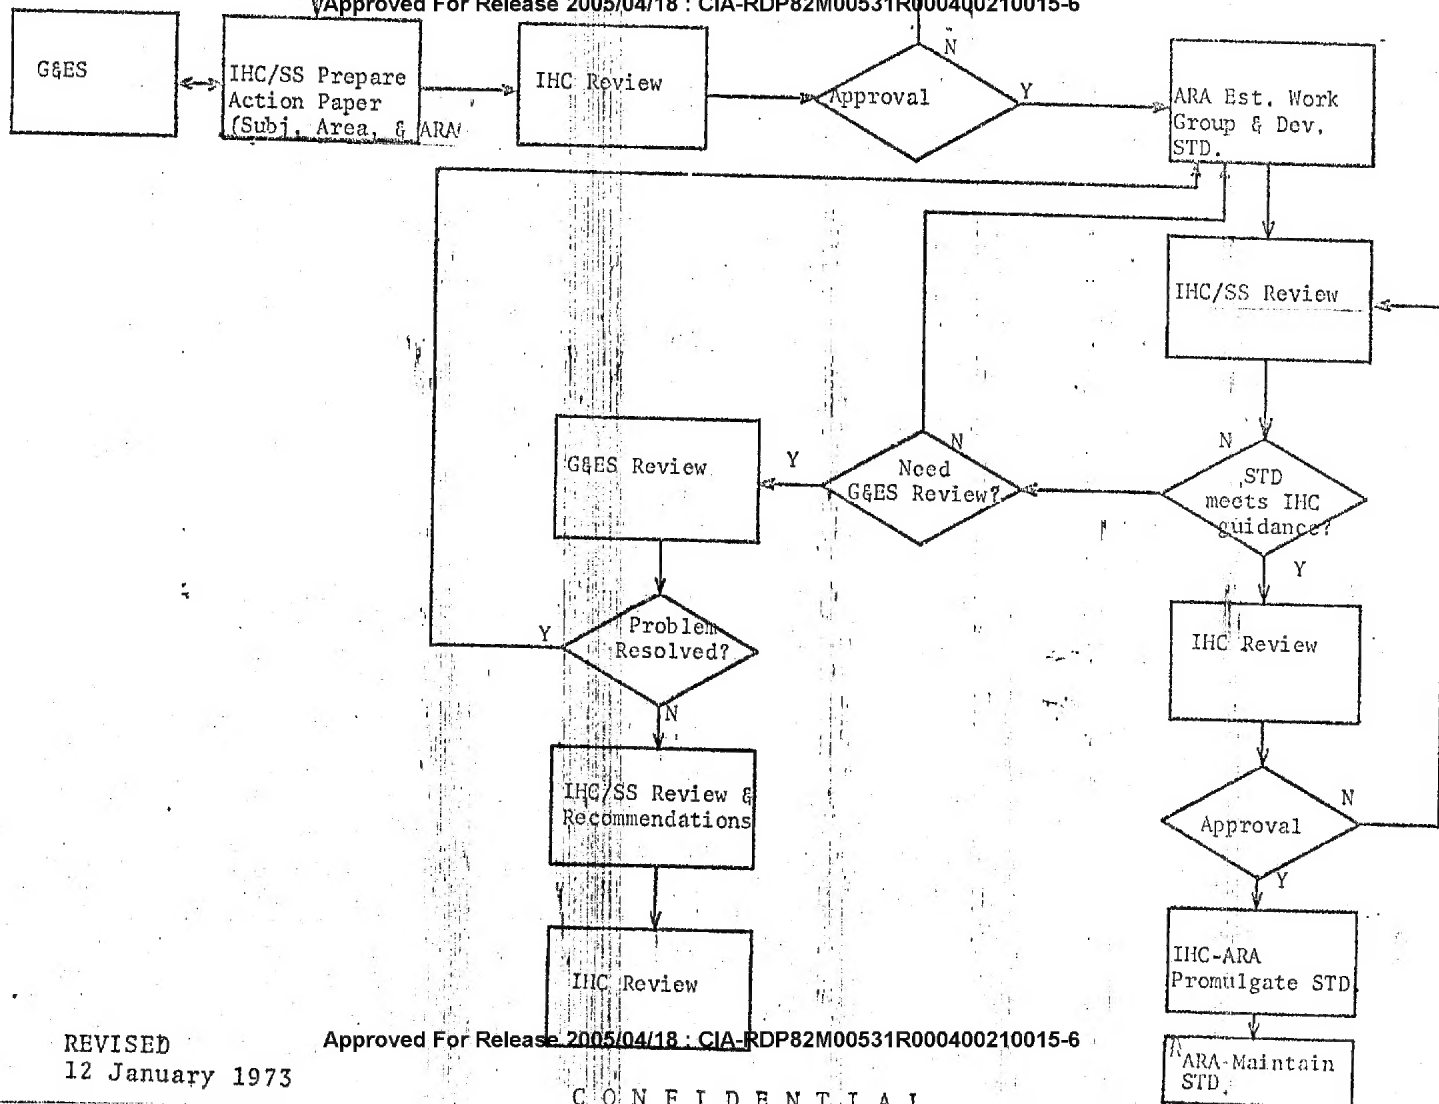 Approved For Release 2005/04/18 : CIA-RDP82M00531R000400210015-6
G&ES
IHC/SS Prepare
Action Paper
(Subj. Area, & ARA
IHC Review
Approval
N
Y
ARA Est. Work
Group & Dev.
STD.
IHC/SS Review
N
STD
meets IHC
guidance?
Y
N
Need
G&ES Review?
Y
G&ES Review
Problem
Resolved?
Y
N
IHC/SS Review &
Recommendations
IHC Review
IHC Review
Approval
N
Y
IHC-ARA
Promulgate STD
ARA-Maintain
STD.
REVISED
12 January 1973
Approved For Release 2005/04/18 : CIA-RDP82M00531R000400210015-6
C O N F I D E N T I A L